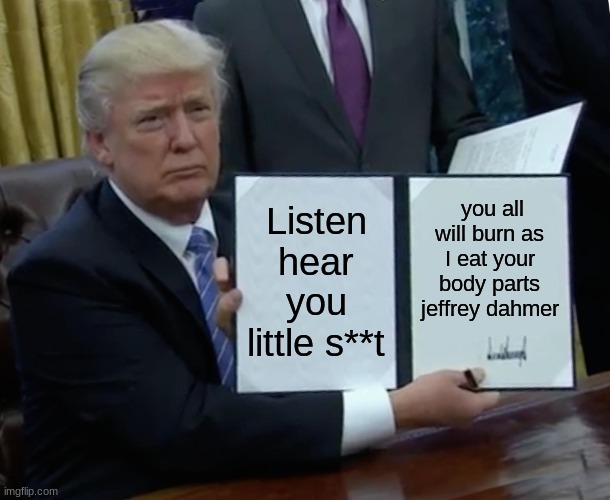 Listen
hear
you
little s**t
you all
will burn as
I eat your
body parts
jeffrey dahmer
imgflip.com